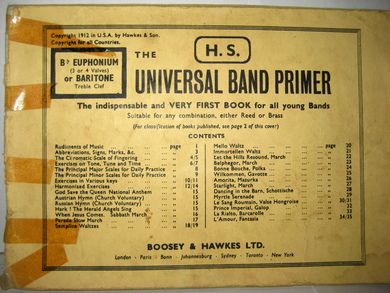 Copyright 1912 in U.S.A. by Hawkes & Son.
Copyright for all Countries.
B♭ EUPHONIUM
(3 or 4 Valves)
or BARITONE
Treble Clef
THE
H. S.
UNIVERSAL BAND PRIMER
The indispensable and VERY FIRST BOOK for all young Bands
Suitable for any combination, either Reed or Brass
(For classification of books published, see page 2 of this cover)
CONTENTS
Rudiments of Music page 1
Abbreviations, Signs, Marks, &c. 3
The Chromatic Scale of Fingering 4/5
Exercises on Tone, Tune and Time 6/7
The Principal Major Scales for Daily Practice 8
The Principal Minor Scales for Daily Practice 9
Exercises in Various keys 10/11
Harmonised Exercises 12/14
God Save the Queen National Anthem 15
Austrian Hymn (Church Voluntary) 15
Russian Hymn (Church Voluntary) 15
Hark! The Herald Angels Sing 15
When Jesus Comes. Sabbath March 16
Parade Slow March 17
Semplice Waltzes 18/19
Mello Waltz page 20
Immortellen Waltz 21
Let the Hills Resound, March 22
Belphegor, March
Bonne Bouche, Polka
Wilkommen, Gavotte 25
Amorita, Mazurka
Starlight, March 27
Dancing in the Barn, Schottische
Myrtle Serenade
Le Sang Roumain, Valse Hongroise 30/31
Prince Imperial, Galop 32
La Rialto, Barcarolle 33
L'Amour, Fantasia 34/35
BOOSEY & HAWKES LTD.
London · Paris · Bonn · Johannesburg · Sydney · Toronto · New York